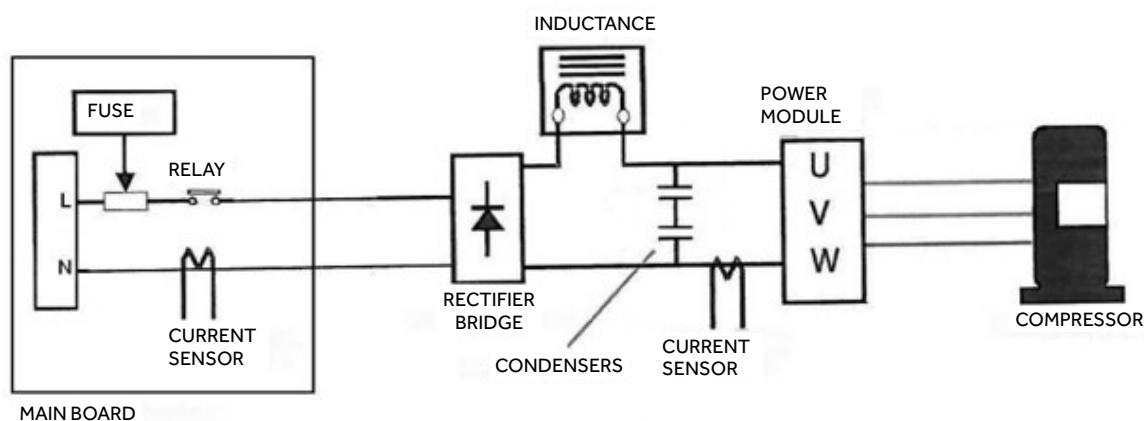 INDUCTANCE
POWER
MODULE
FUSE
RELAY
L
U
V
N
W
CURRENT
SENSOR
RECTIFIER
BRIDGE
CONDENSERS
CURRENT
SENSOR
COMPRESSOR
MAIN BOARD